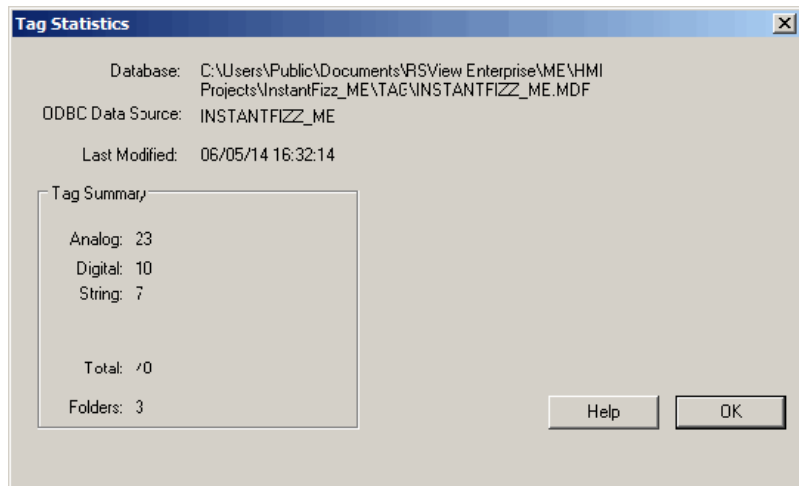 Tag Statistics
Database: C:\Users\Public\Documents\RSView Enterprise\ME\HMI
Projects\InstantFizz_ME\TAG\INSTANTFIZZ_ME.MDF
ODBC Data Source: INSTANTFIZZ_ME
Last Modified: 06/05/14 16:32:14
Tag Summary
Analog: 23
Digital: 10
String: 7
Total: 40
Folders: 3
Help OK